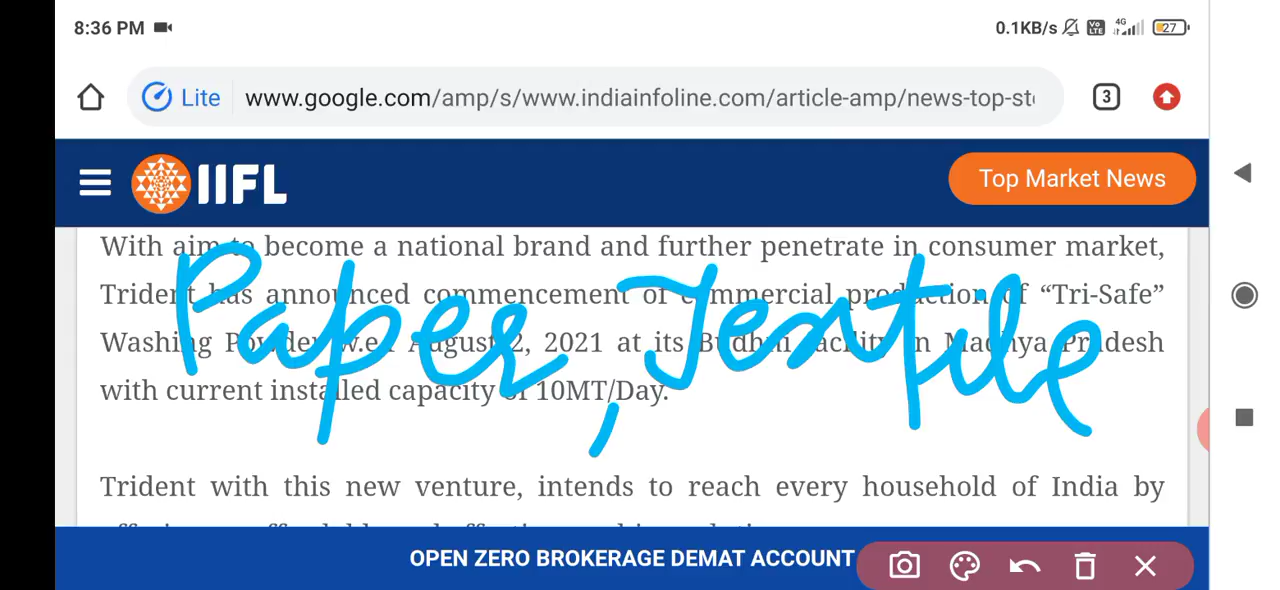 8:36 PM 0.1KB/s Vo LTE 4G 27
Lite www.google.com/amp/s/www.indiainfoline.com/article-amp/news-top-st 3
IIFL Top Market News
With aim to become a national brand and further penetrate in consumer market,
Trident has announced commencement of commercial production of “Tri-Safe”
Washing Powder w.e.f August 2, 2021 at its Budhni facility in Madhya Pradesh
with current installed capacity of 10MT/Day.
Paper, Textile
Trident with this new venture, intends to reach every household of India by
OPEN ZERO BROKERAGE DEMAT ACCOUNT